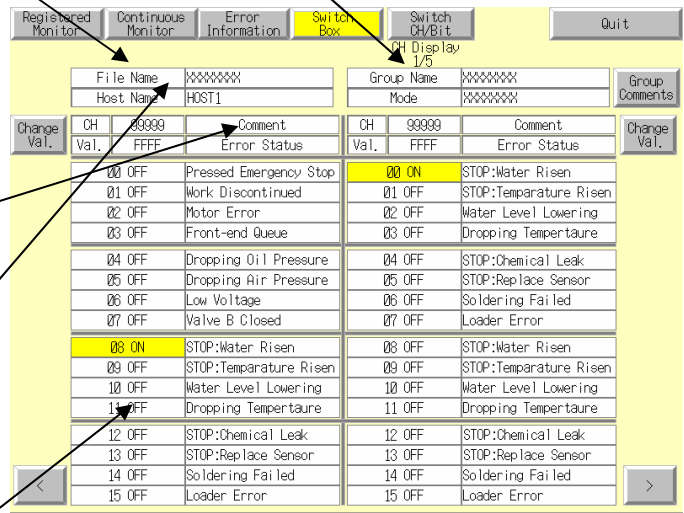 Registered Monitor
Continuous Monitor
Error Information
Switch Box
Switch CH/Bit
Quit
CH Display
1/5
File Name XXXXXXX
Host Name HOST1
Group Name XXXXXXX
Mode XXXXXXX
Group Comments
Change Val.
CH 99999 Comment
Val. FFFF Error Status
CH 99999 Comment
Val. FFFF Error Status
Change Val.
00 OFF Pressed Emergency Stop 00 ON STOP:Water Risen
01 OFF Work Discontinued 01 OFF STOP:Temparature Risen
02 OFF Motor Error 02 OFF Water Level Lowering
03 OFF Front-end Queue 03 OFF Dropping Tempertaure
04 OFF Dropping Oil Pressure 04 OFF STOP:Chemical Leak
05 OFF Dropping Air Pressure 05 OFF STOP:Replace Sensor
06 OFF Low Voltage 06 OFF Soldering Failed
07 OFF Valve B Closed 07 OFF Loader Error
08 ON STOP:Water Risen 08 OFF STOP:Water Risen
09 OFF STOP:Temparature Risen 09 OFF STOP:Temparature Risen
10 OFF Water Level Lowering 10 OFF Water Level Lowering
11 OFF Dropping Tempertaure 11 OFF Dropping Tempertaure
12 OFF STOP:Chemical Leak 12 OFF STOP:Chemical Leak
13 OFF STOP:Replace Sensor 13 OFF STOP:Replace Sensor
14 OFF Soldering Failed 14 OFF Soldering Failed
15 OFF Loader Error 15 OFF Loader Error
< >